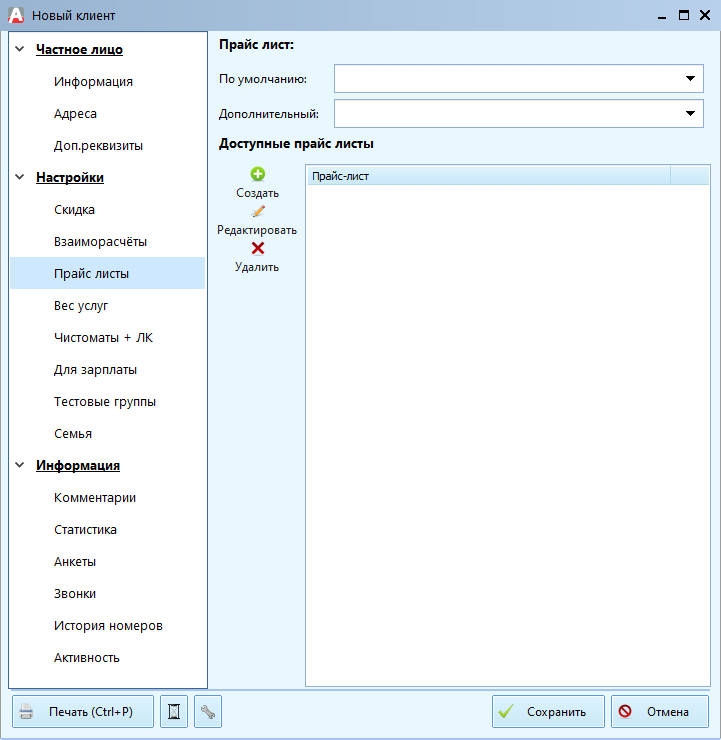 Новый клиент
Частное лицо
Информация
Адреса
Доп.реквизиты
Настройки
Скидка
Взаиморасчёты
Прайс листы
Вес услуг
Чистоматы + ЛК
Для зарплаты
Тестовые группы
Семья
Информация
Комментарии
Статистика
Анкеты
Звонки
История номеров
Активность
Прайс лист:
По умолчанию:
Дополнительный:
Доступные прайс листы
Создать
Редактировать
Удалить
Прайс-лист
Печать (Ctrl+P)
Сохранить
Отмена